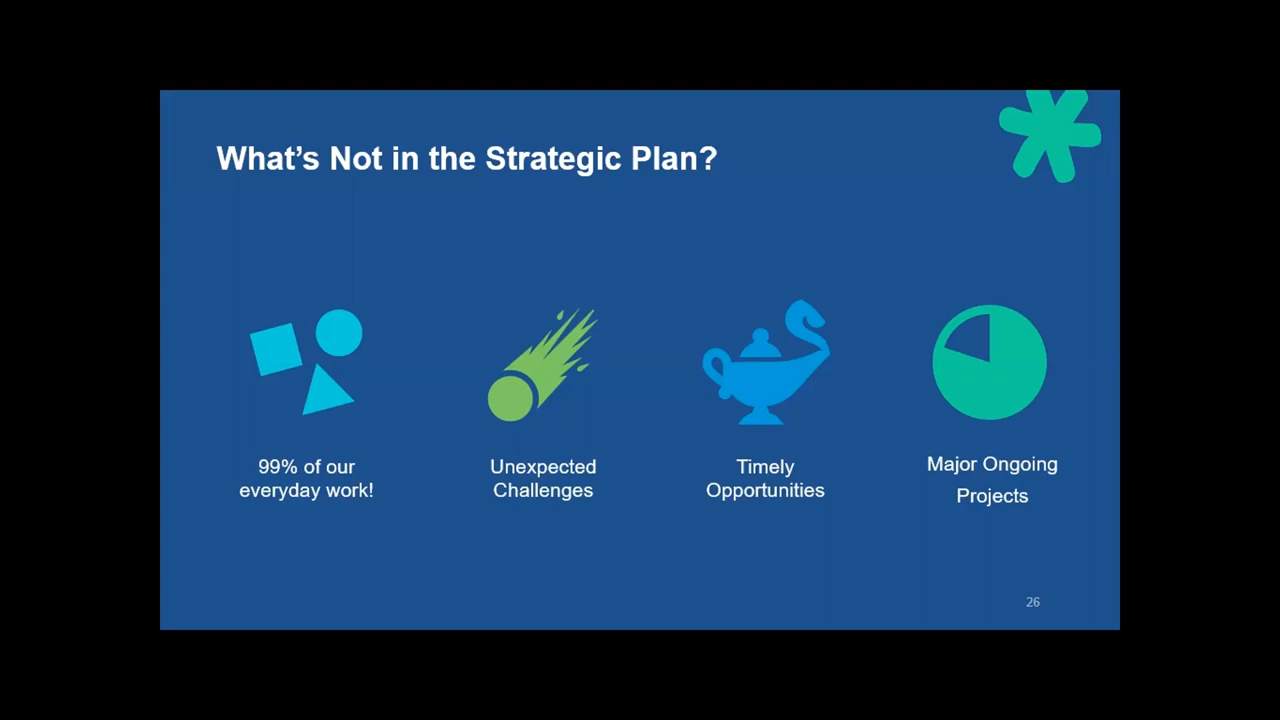 What’s Not in the Strategic Plan?
99% of our
everyday work!
Unexpected
Challenges
Timely
Opportunities
Major Ongoing
Projects
26